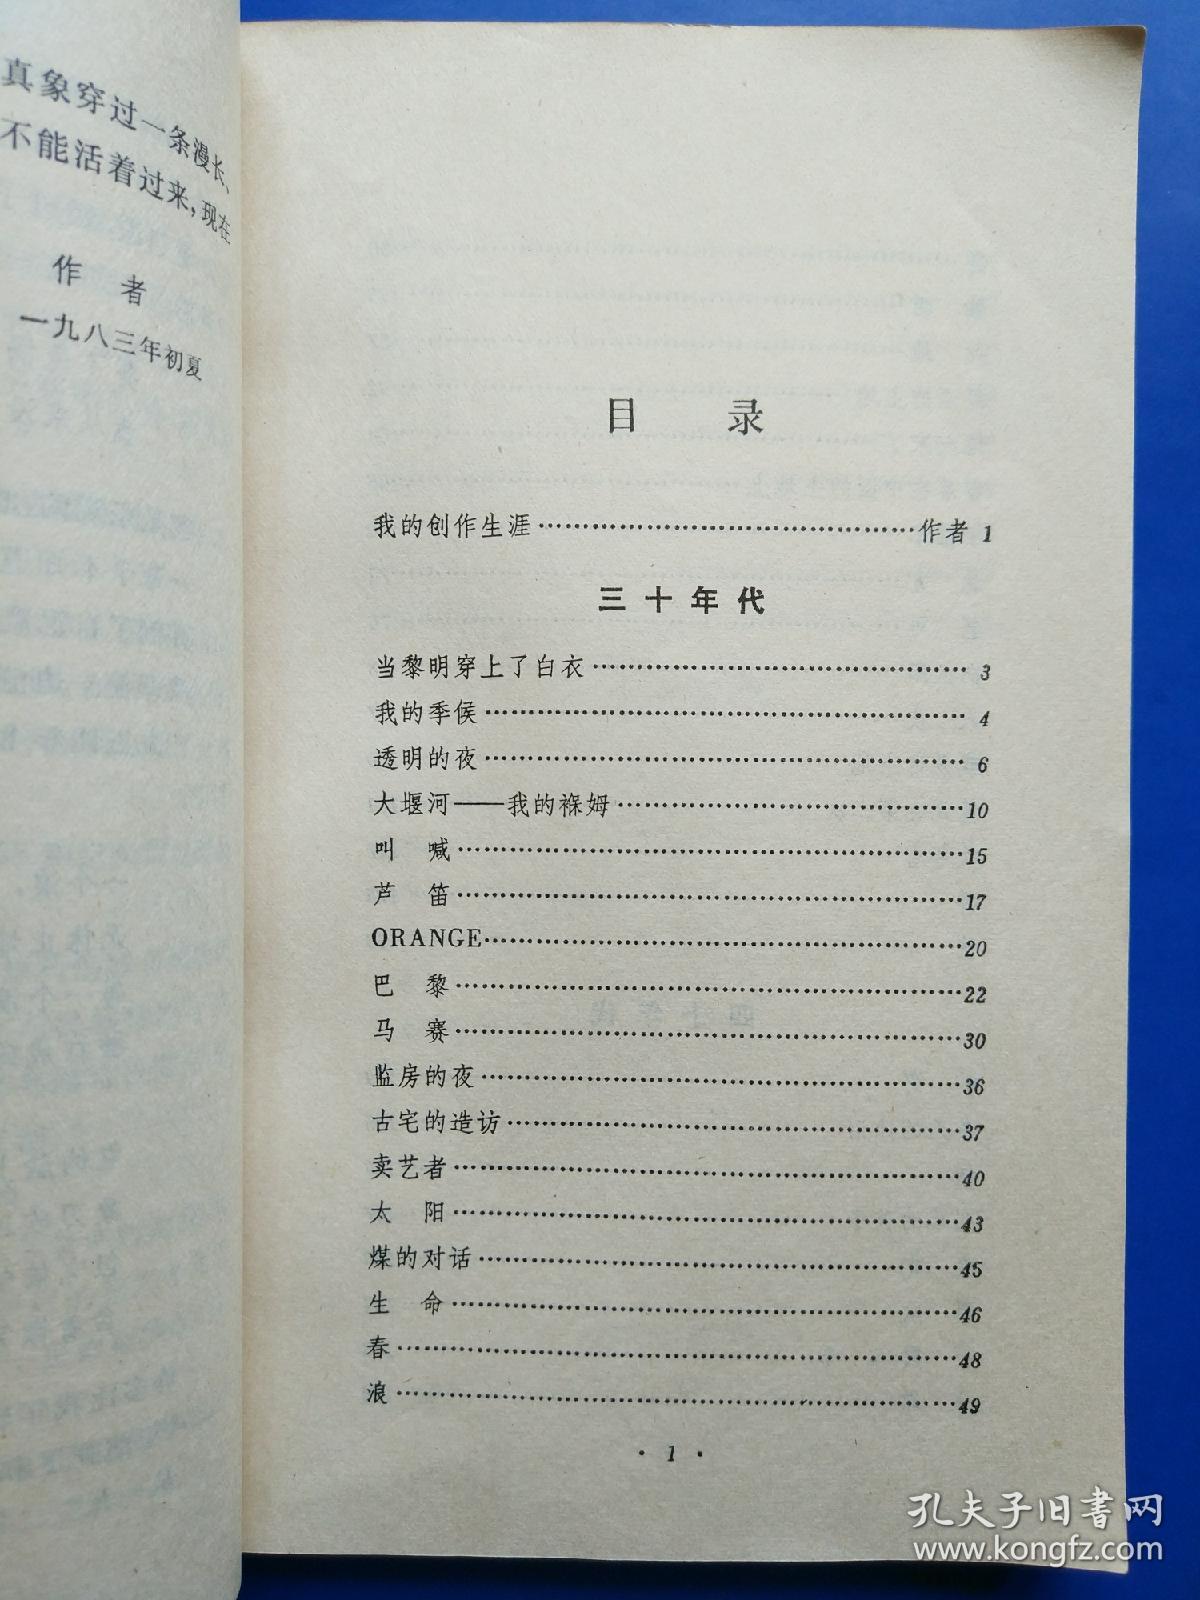 真象穿过一条漫长、
不能活着过来，现在
作 者
一九八三年初夏
目 录
我的创作生涯……作者 1
三十年代
当黎明穿上了白衣……3
我的季候……4
透明的夜……6
大堰河——我的褓姆……10
叫 喊……15
芦 笛……17
ORANGE……20
巴 黎……22
马 赛……30
监房的夜……36
古宅的造访……37
卖艺者……40
太 阳……43
煤的对话……45
生 命……46
春……48
浪……49
· 1 ·
孔夫子旧书网
www.kongfz.com